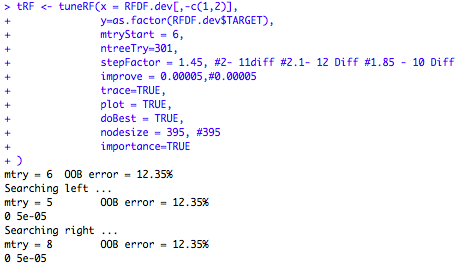 > tRF <- tuneRF(x = RFDF.dev[,-c(1,2)],
+ y=as.factor(RFDF.dev$TARGET),
+ mtryStart = 6,
+ ntreeTry=301,
+ stepFactor = 1.45, #2- 11diff #2.1- 12 Diff #1.85 - 10 Diff
+ improve = 0.00005,#0.00005
+ trace=TRUE,
+ plot = TRUE,
+ doBest = TRUE,
+ nodesize = 395, #395
+ importance=TRUE
+ )
mtry = 6 OOB error = 12.35%
Searching left ...
mtry = 5 OOB error = 12.35%
0 5e-05
Searching right ...
mtry = 8 OOB error = 12.35%
0 5e-05